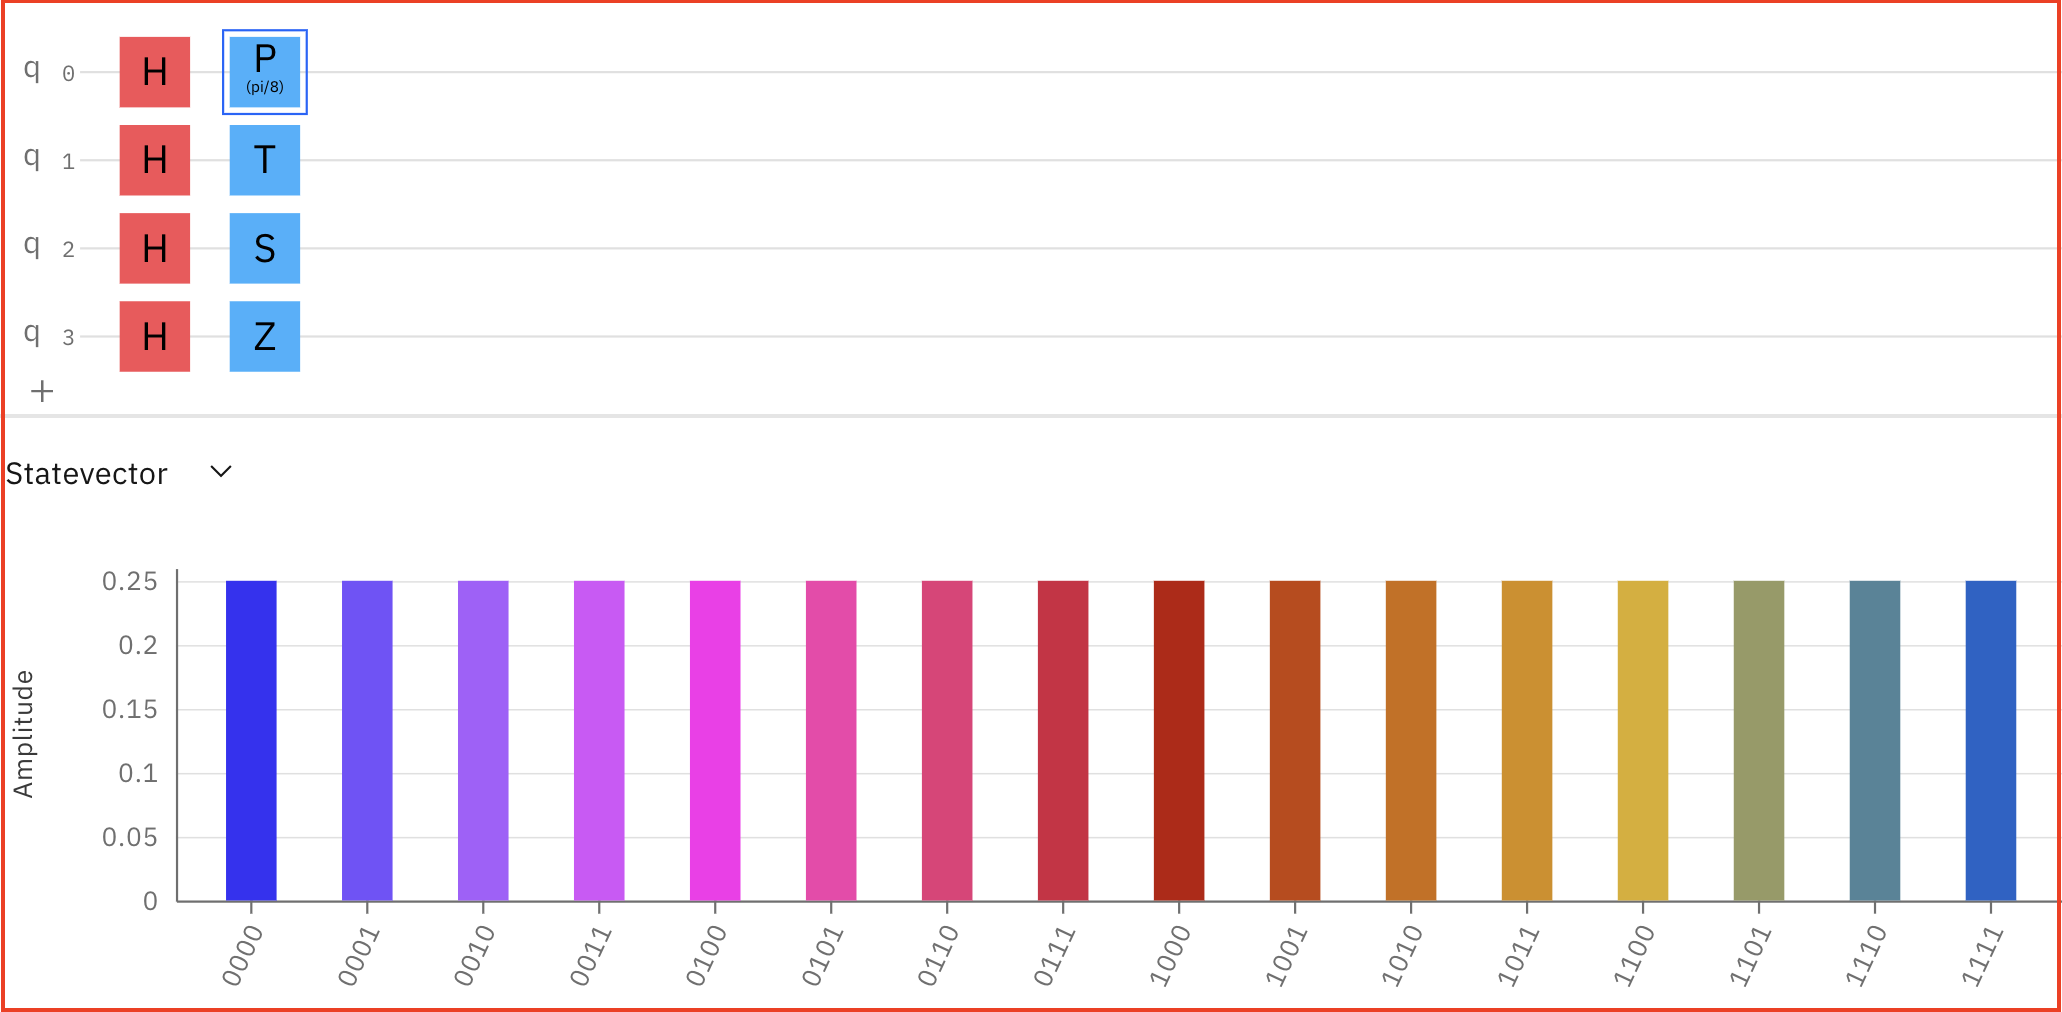 q 0 H P
(pi/8)
q 1 H T
q 2 H S
q 3 H Z
+
Statevector
Amplitude
0.25
0.2
0.15
0.1
0.05
0
0000 0001 0010 0011 0100 0101 0110 0111 1000 1001 1010 1011 1100 1101 1110 1111